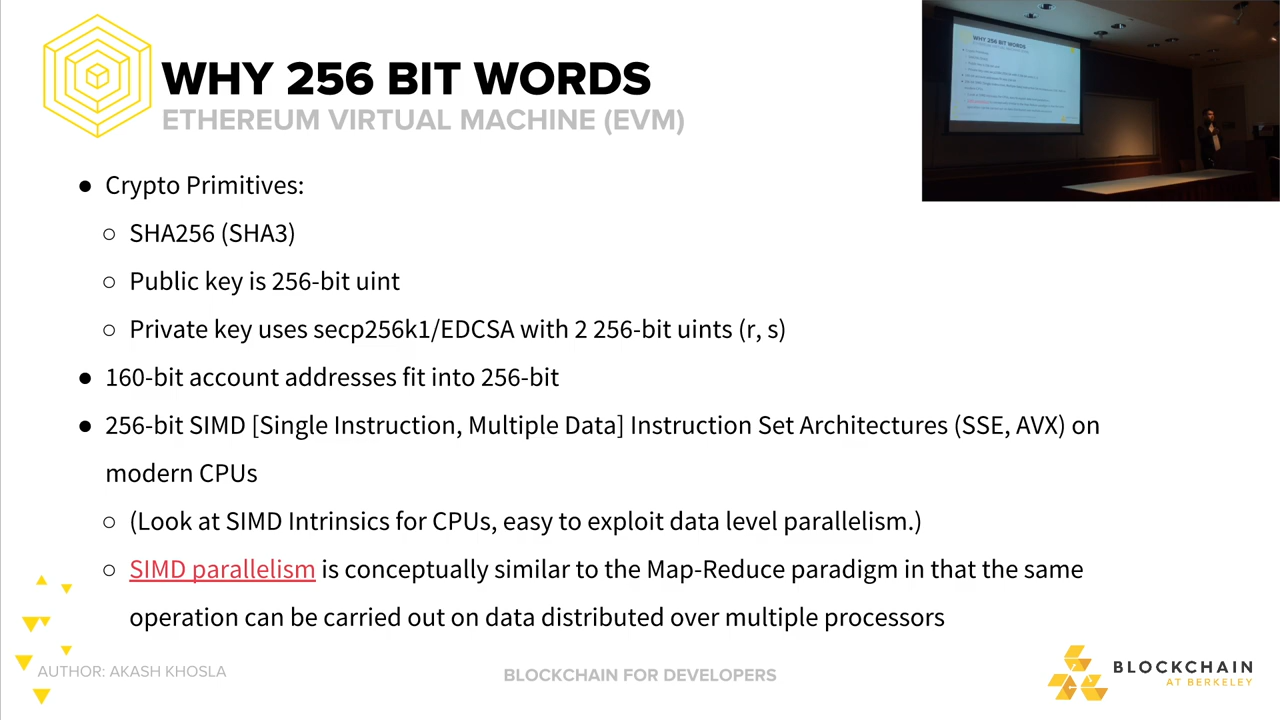 WHY 256 BIT WORDS
ETHEREUM VIRTUAL MACHINE (EVM)
● Crypto Primitives:
○ SHA256 (SHA3)
○ Public key is 256-bit uint
○ Private key uses secp256k1/EDCSA with 2 256-bit uints (r, s)
● 160-bit account addresses fit into 256-bit
● 256-bit SIMD [Single Instruction, Multiple Data] Instruction Set Architectures (SSE, AVX) on
modern CPUs
○ (Look at SIMD Intrinsics for CPUs, easy to exploit data level parallelism.)
○ SIMD parallelism is conceptually similar to the Map-Reduce paradigm in that the same
operation can be carried out on data distributed over multiple processors
AUTHOR: AKASH KHOSLA
BLOCKCHAIN FOR DEVELOPERS
BLOCKCHAIN
AT BERKELEY
WHY 256 BIT WORDS